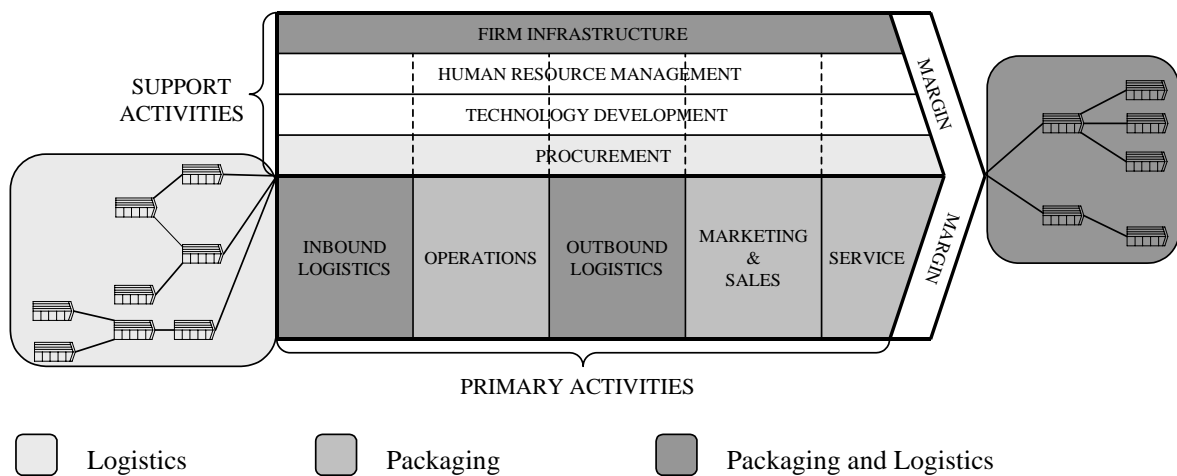 FIRM INFRASTRUCTURE
HUMAN RESOURCE MANAGEMENT
TECHNOLOGY DEVELOPMENT
PROCUREMENT
SUPPORT
ACTIVITIES
INBOUND
LOGISTICS
OPERATIONS
OUTBOUND
LOGISTICS
MARKETING
&
SALES
SERVICE
MARGIN
MARGIN
PRIMARY ACTIVITIES
Logistics
Packaging
Packaging and Logistics